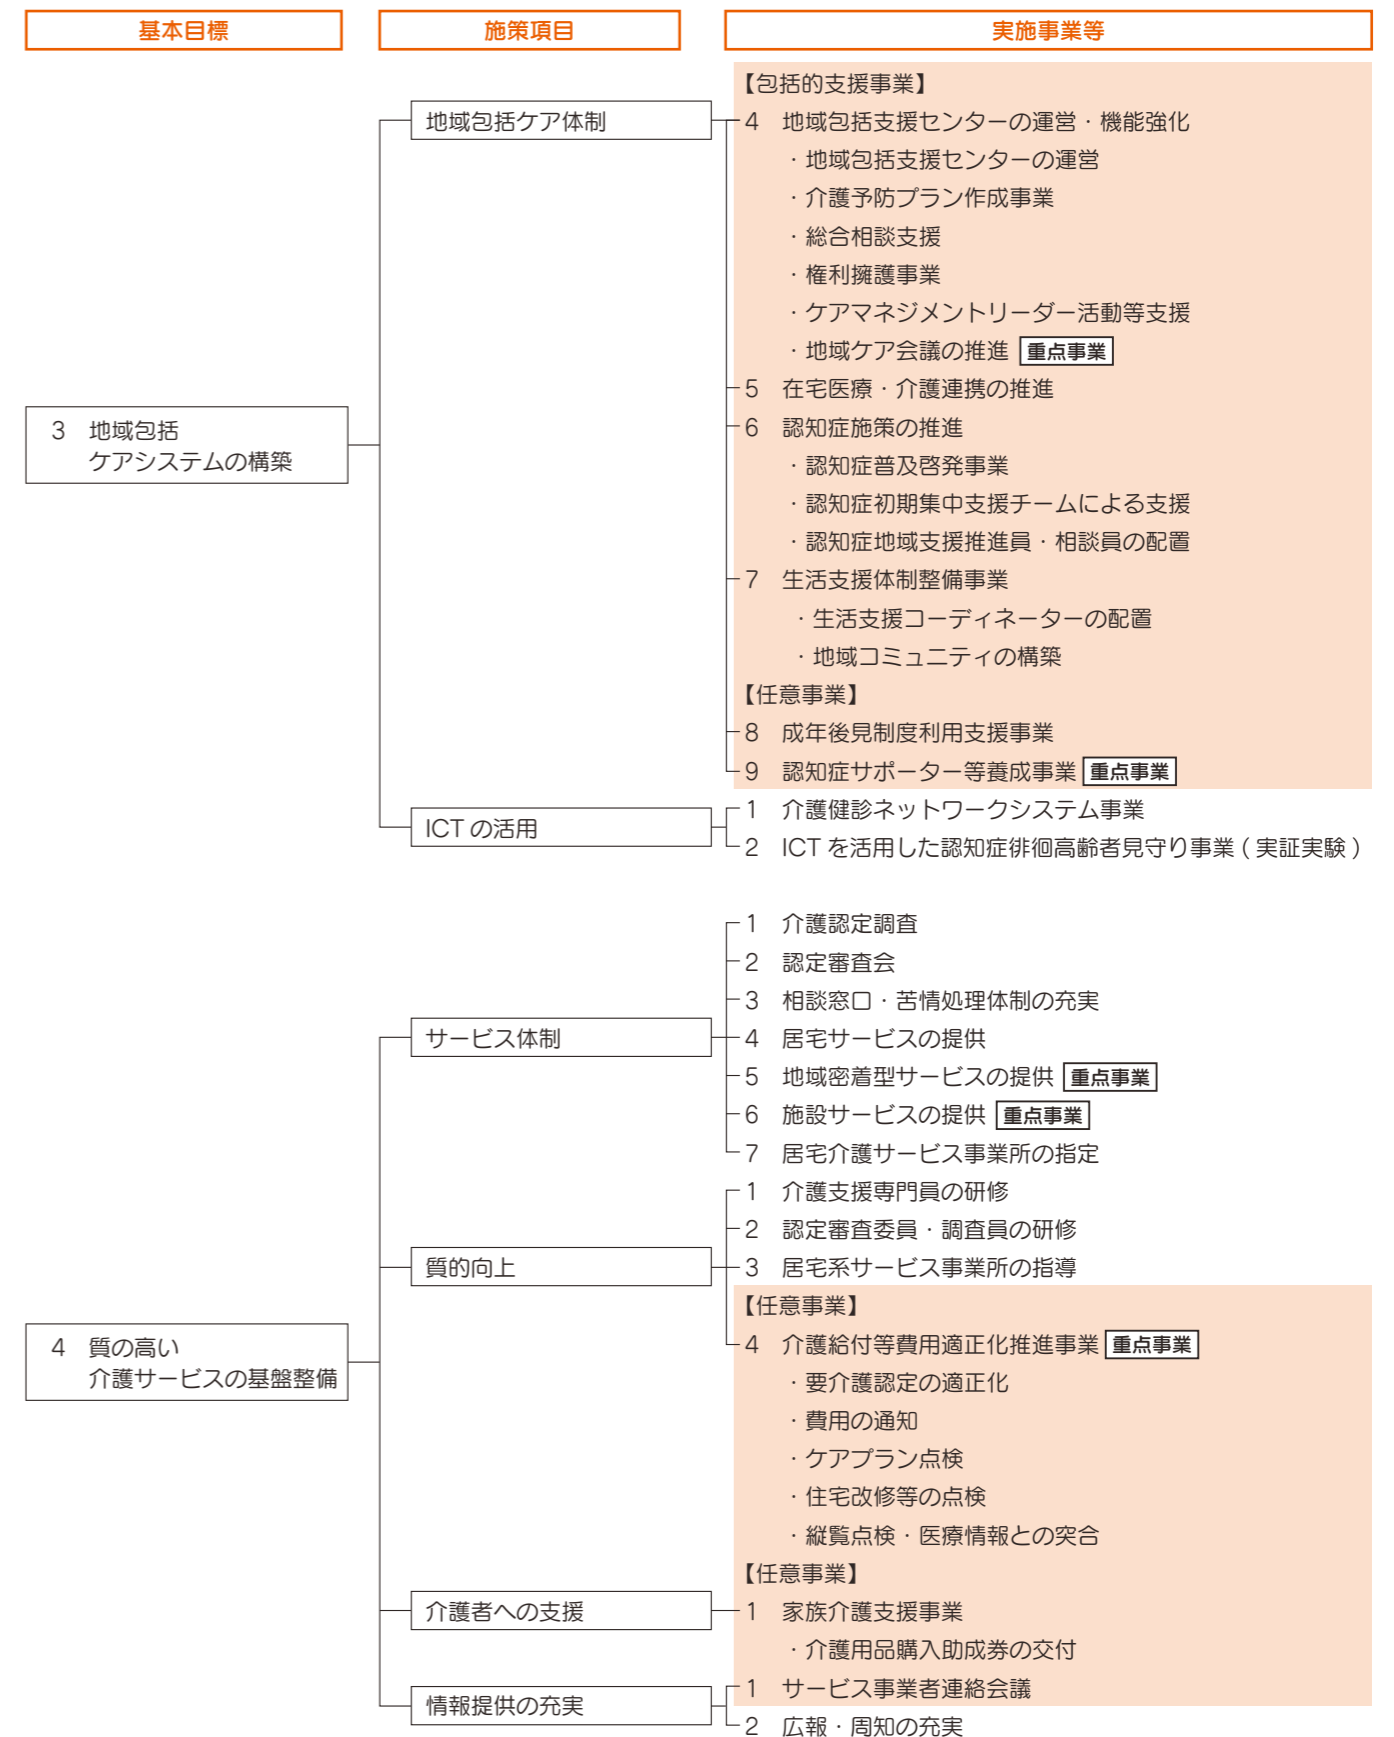 基本目標
施策項目
実施事業等
3 地域包括
ケアシステムの構築
地域包括ケア体制
【包括的支援事業】
4 地域包括支援センターの運営・機能強化
・地域包括支援センターの運営
・介護予防プラン作成事業
・総合相談支援
・権利擁護事業
・ケアマネジメントリーダー活動等支援
・地域ケア会議の推進 重点事業
5 在宅医療・介護連携の推進
6 認知症施策の推進
・認知症普及啓発事業
・認知症初期集中支援チームによる支援
・認知症地域支援推進員・相談員の配置
7 生活支援体制整備事業
・生活支援コーディネーターの配置
・地域コミュニティの構築
【任意事業】
8 成年後見制度利用支援事業
9 認知症サポーター等養成事業 重点事業
ICT の活用
1 介護健診ネットワークシステム事業
2 ICT を活用した認知症徘徊高齢者見守り事業 ( 実証実験 )
4 質の高い
介護サービスの基盤整備
サービス体制
1 介護認定調査
2 認定審査会
3 相談窓口・苦情処理体制の充実
4 居宅サービスの提供
5 地域密着型サービスの提供 重点事業
6 施設サービスの提供 重点事業
7 居宅介護サービス事業所の指定
質的向上
1 介護支援専門員の研修
2 認定審査委員・調査員の研修
3 居宅系サービス事業所の指導
【任意事業】
4 介護給付等費用適正化推進事業 重点事業
・要介護認定の適正化
・費用の通知
・ケアプラン点検
・住宅改修等の点検
・縦覧点検・医療情報との突合
【任意事業】
介護者への支援
1 家族介護支援事業
・介護用品購入助成券の交付
情報提供の充実
1 サービス事業者連絡会議
2 広報・周知の充実